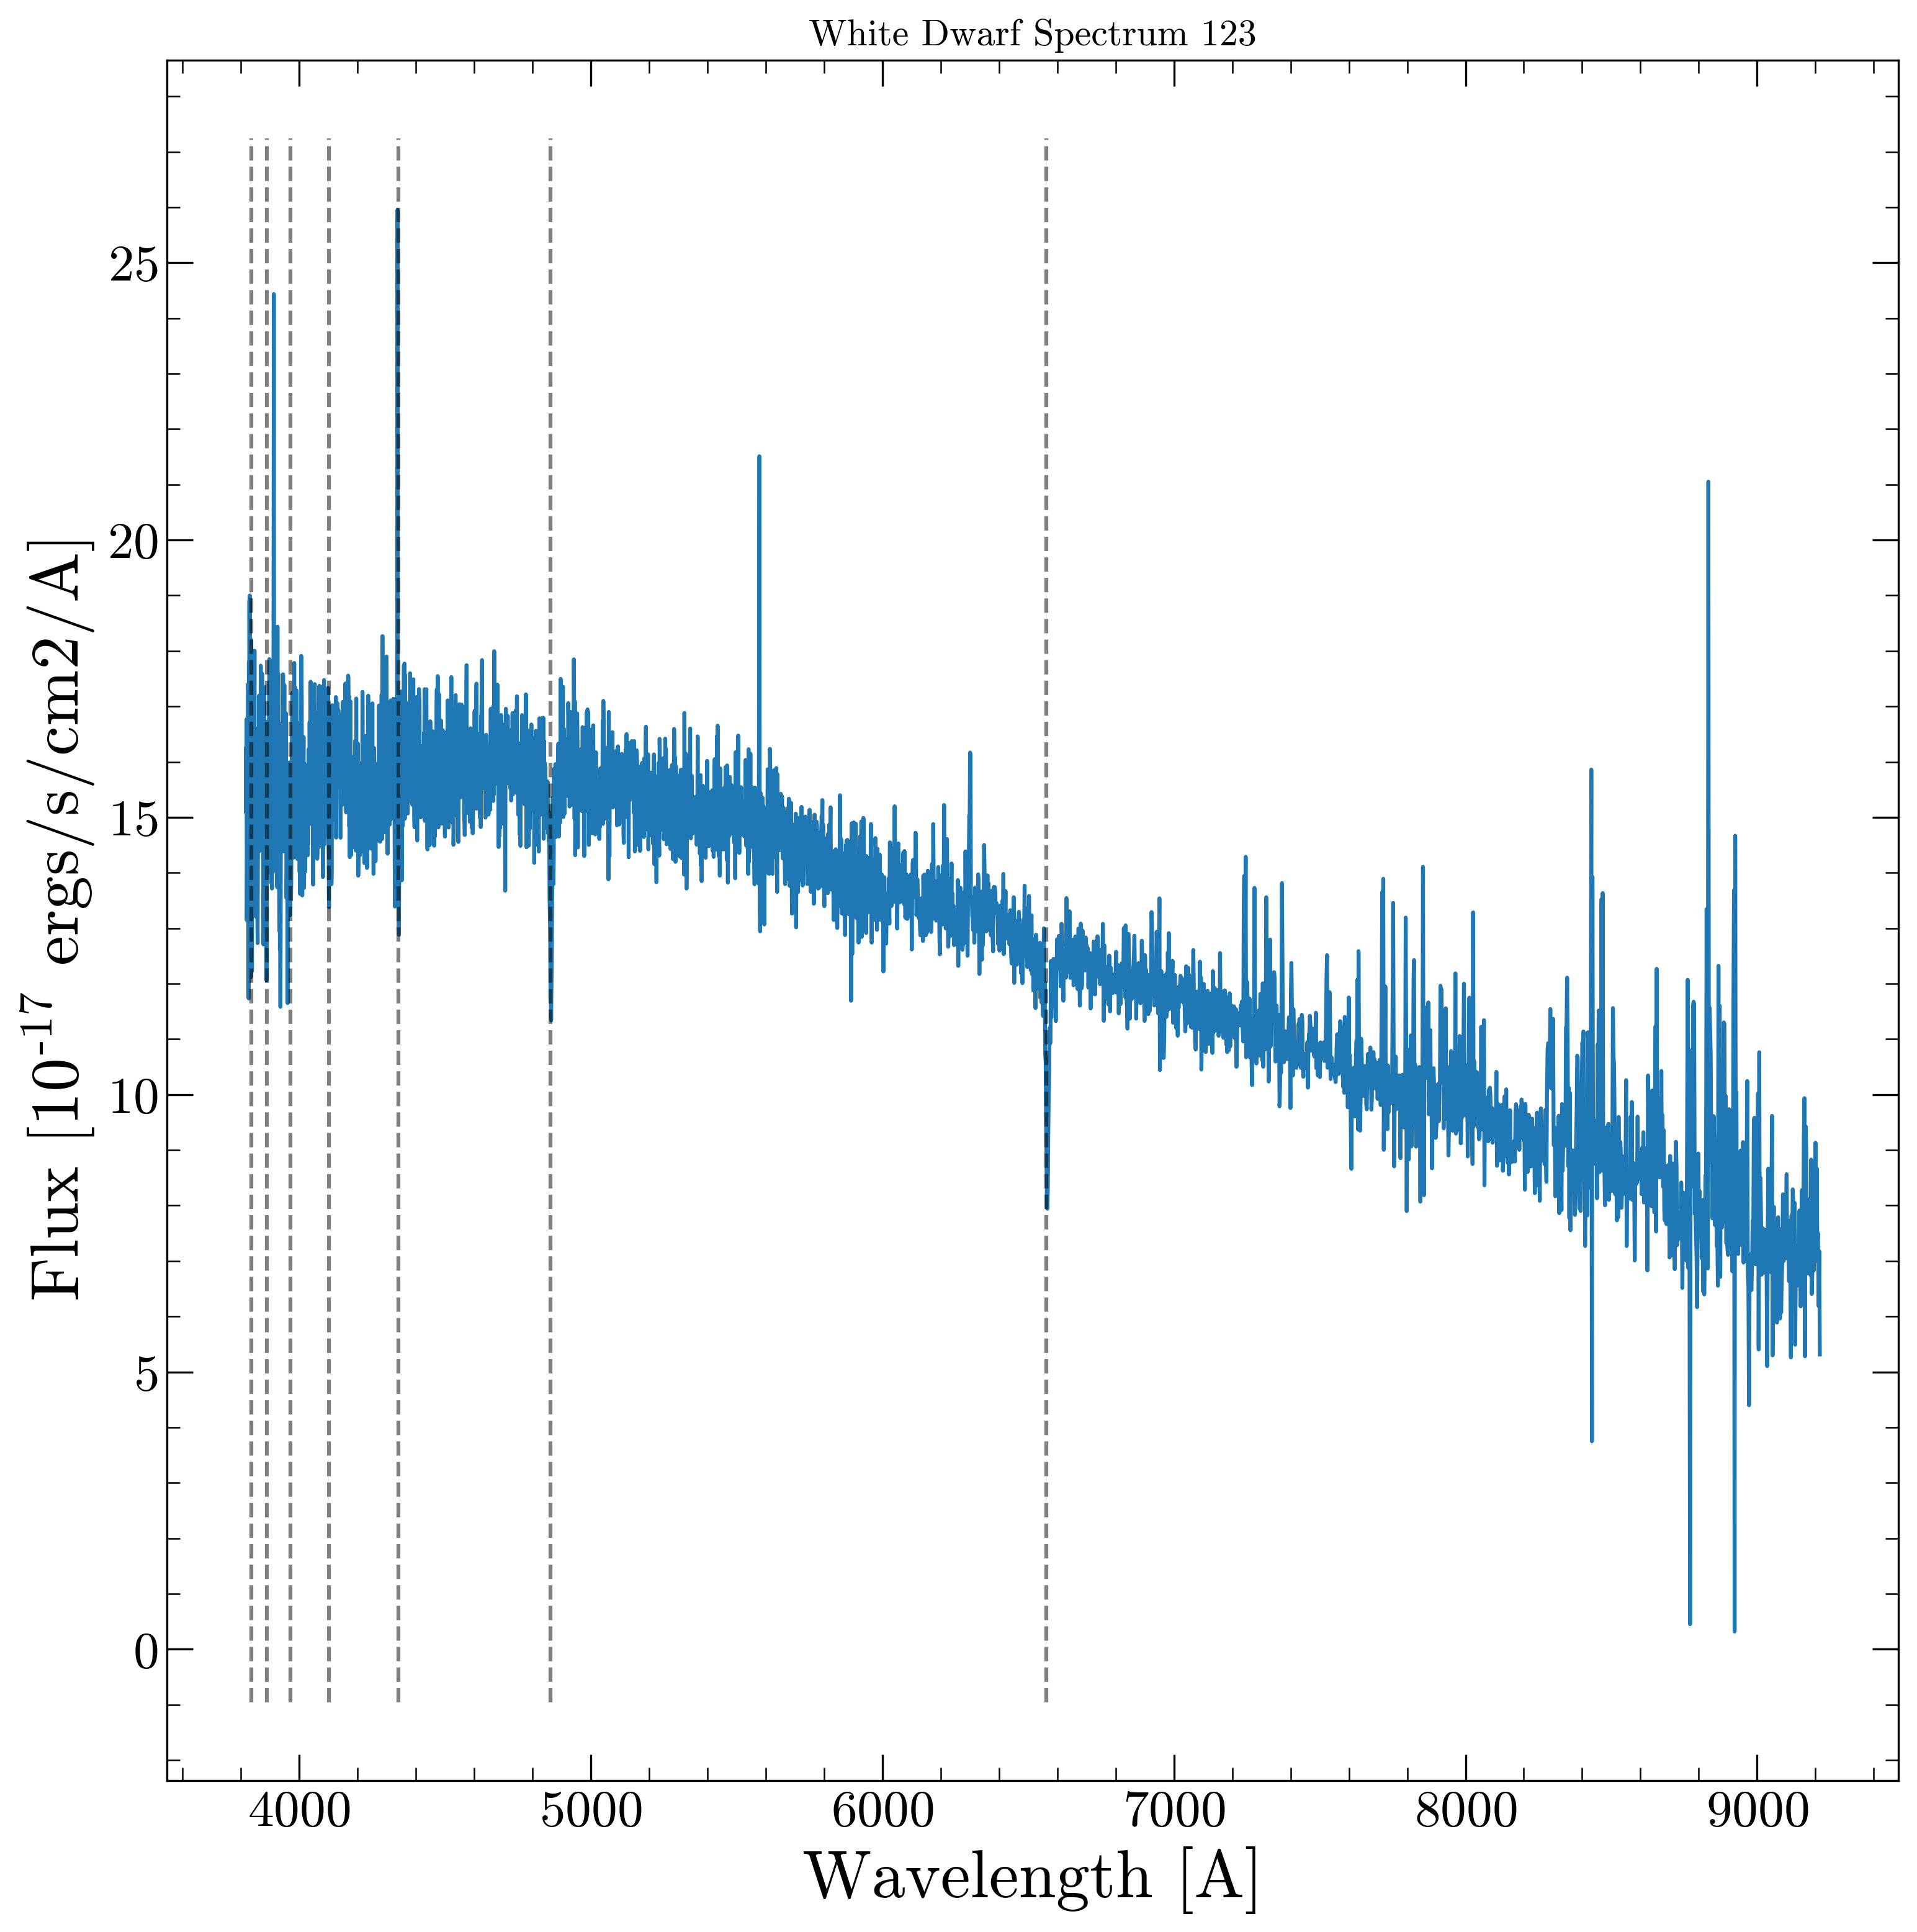 White Dwarf Spectrum 123
Flux [10⁻¹⁷ ergs/s/cm2/A]
25
20
15
10
5
0
4000 5000 6000 7000 8000 9000
Wavelength [A]